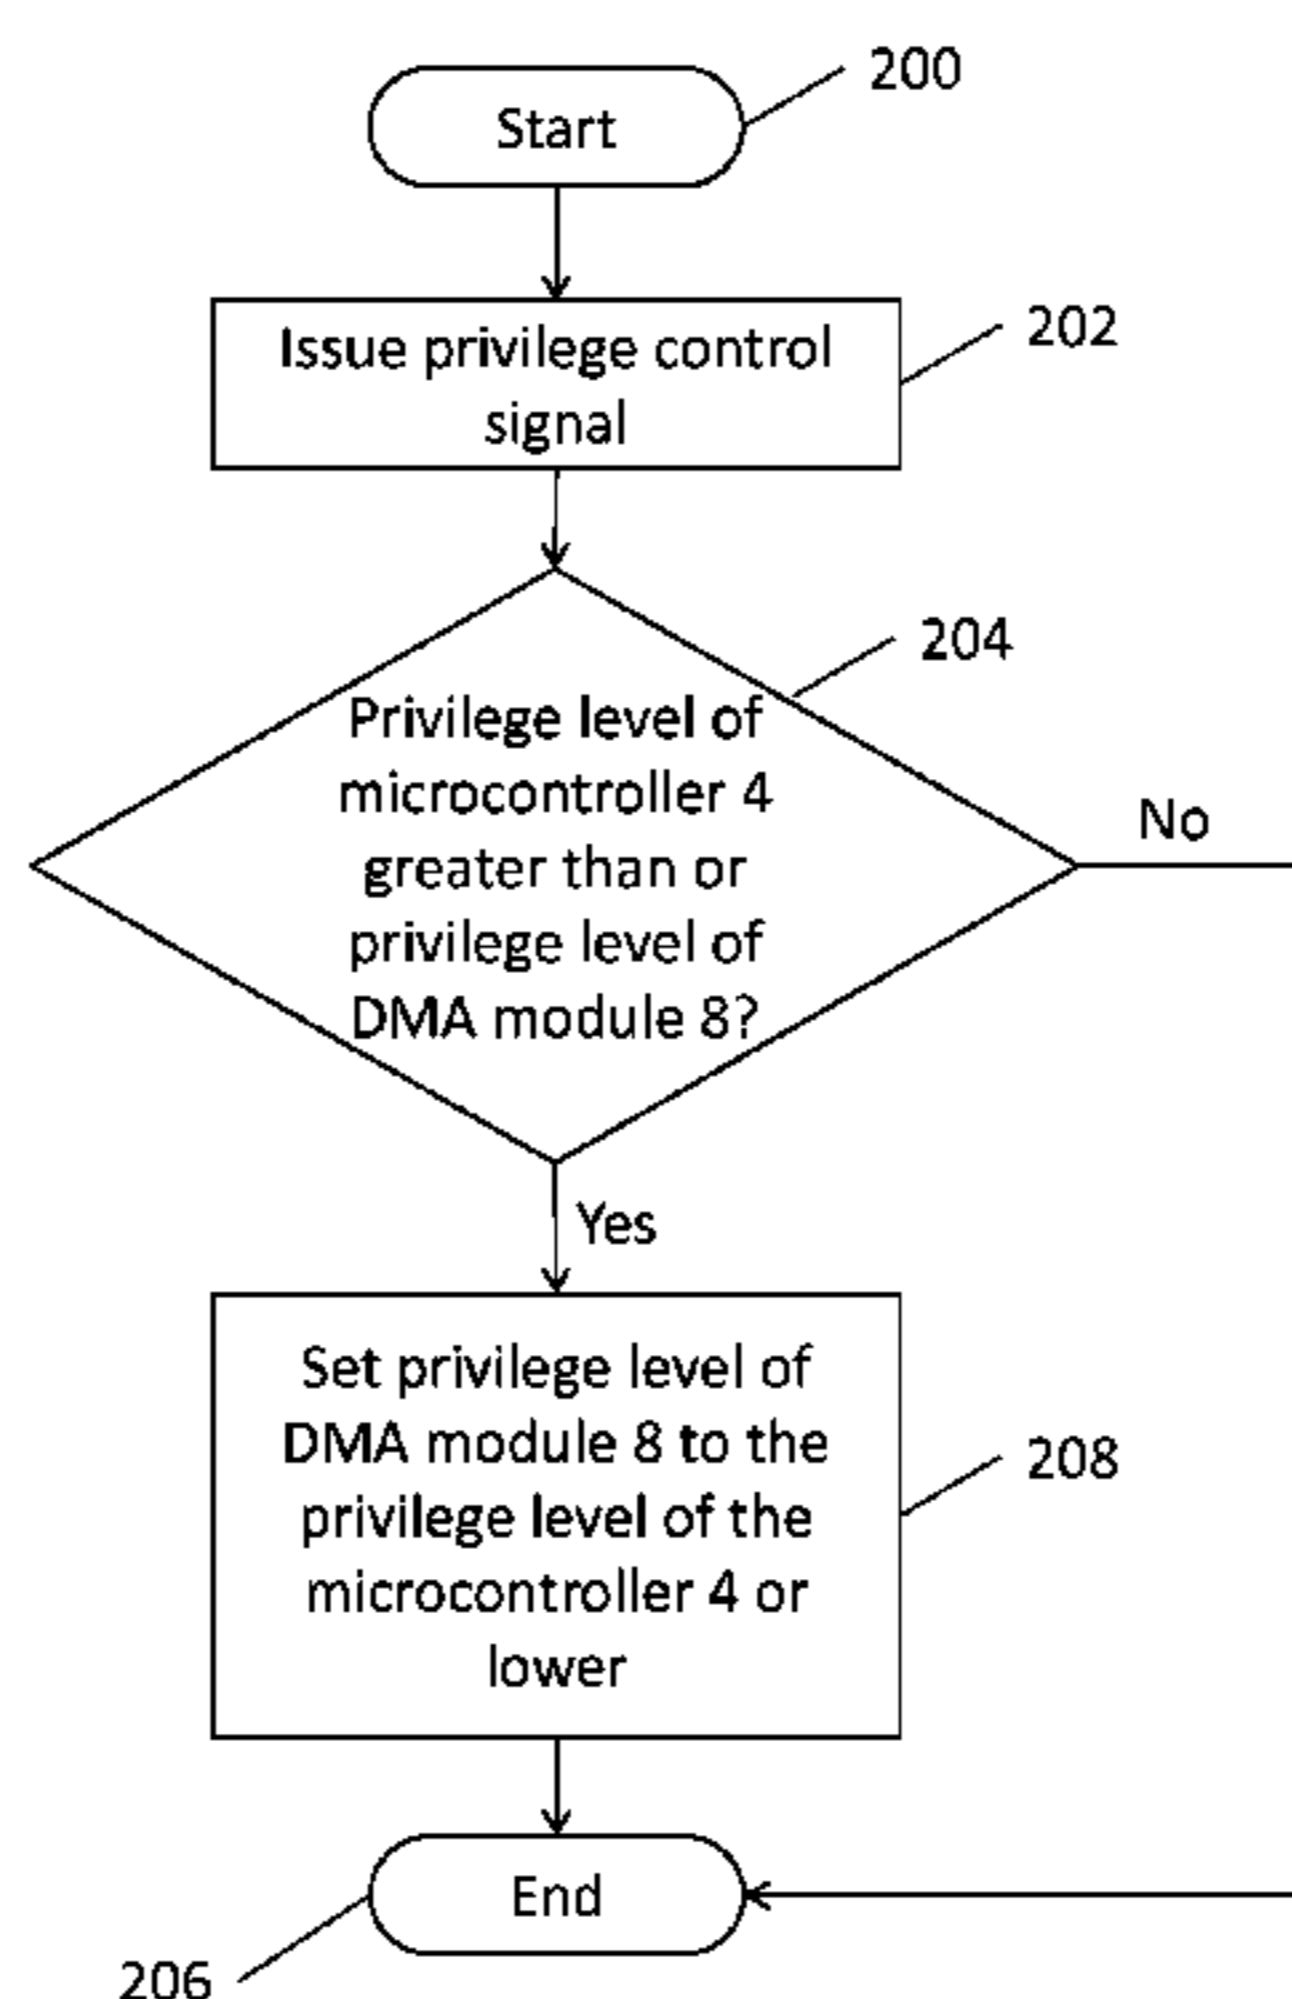 200
Start
202
Issue privilege control
signal
204
Privilege level of
microcontroller 4
greater than or
privilege level of
DMA module 8?
No
Yes
Set privilege level of
DMA module 8 to the
privilege level of the
microcontroller 4 or
lower
208
End
206